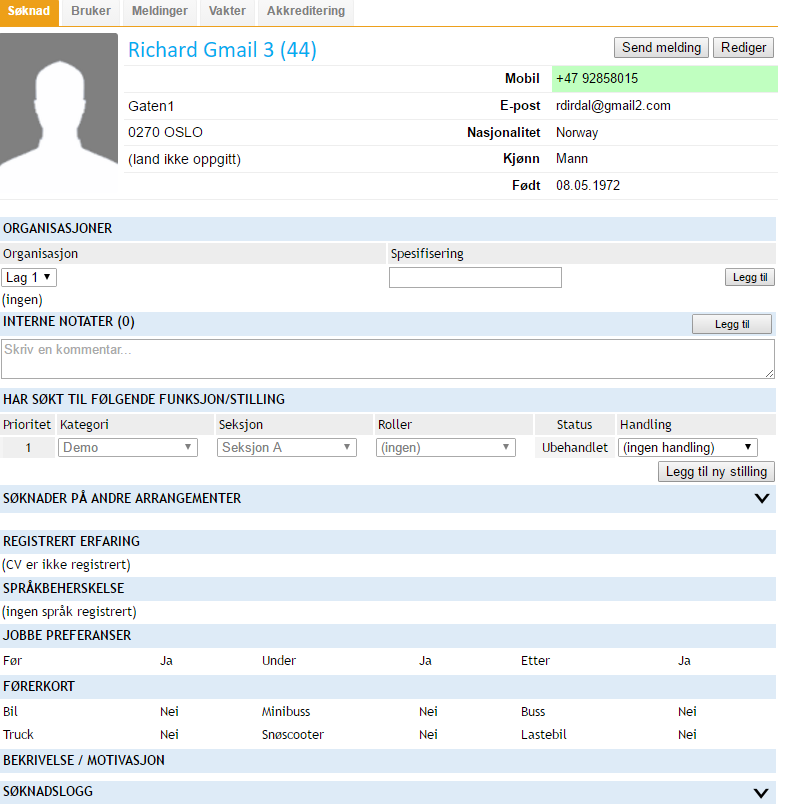 Søknad Bruker Meldinger Vakter Akkreditering
Richard Gmail 3 (44) Send melding Rediger
Mobil +47 92858015
Gaten1 E-post rdirdal@gmail2.com
0270 OSLO Nasjonalitet Norway
(land ikke oppgitt) Kjønn Mann
Født 08.05.1972
ORGANISASJONER
Organisasjon Spesifisering
Lag 1 Legg til
(ingen)
INTERNE NOTATER (0) Legg til
Skriv en kommentar...
HAR SØKT TIL FØLGENDE FUNKSJON/STILLING
Prioritet Kategori Seksjon Roller Status Handling
1 Demo Seksjon A (ingen) Ubehandlet (ingen handling)
Legg til ny stilling
SØKNADER PÅ ANDRE ARRANGEMENTER
REGISTRERT ERFARING
(CV er ikke registrert)
SPRÅKBEHERSKELSE
(ingen språk registrert)
JOBBE PREFERANSER
Før Ja Under Ja Etter Ja
FØRERKORT
Bil Nei Minibuss Nei Buss Nei
Truck Nei Snøscooter Nei Lastebil Nei
BEKRIVELSE / MOTIVASJON
SØKNADSLOGG